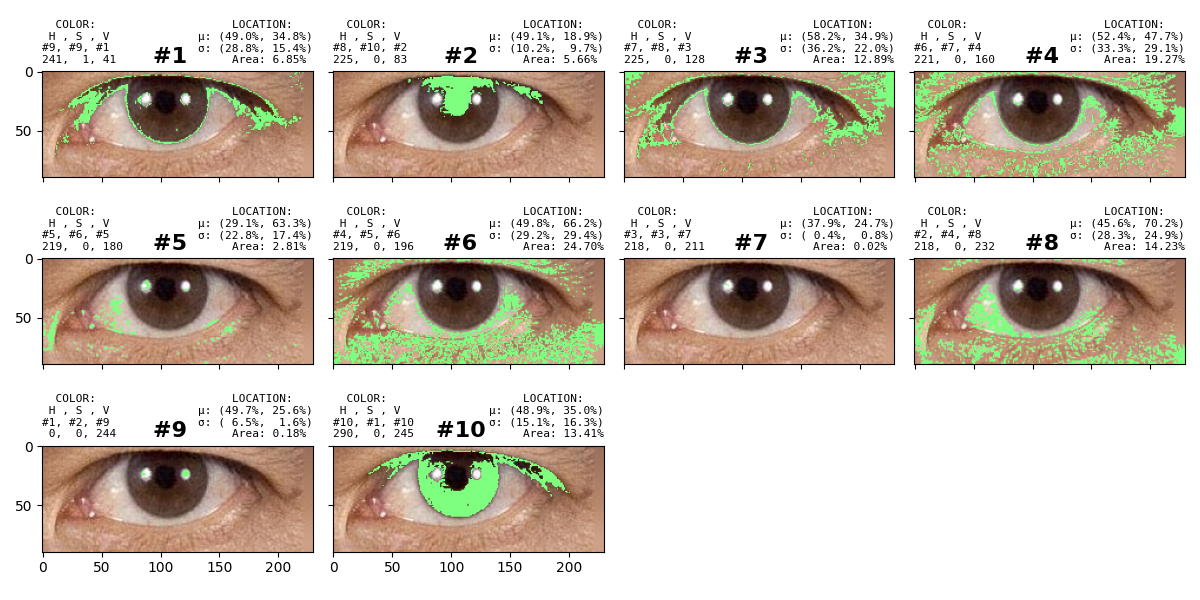 COLOR: LOCATION:
H , S , V μ: (49.0%, 34.8%)
#9, #9, #1 #1 σ: (28.8%, 15.4%)
241, 1, 41 Area: 6.85%
COLOR: LOCATION:
H , S , V μ: (49.1%, 18.9%)
#8, #10, #2 #2 σ: (10.2%, 9.7%)
225, 0, 83 Area: 5.66%
COLOR: LOCATION:
H , S , V μ: (58.2%, 34.9%)
#7, #8, #3 #3 σ: (36.2%, 22.0%)
225, 0, 128 Area: 12.89%
COLOR: LOCATION:
H , S , V μ: (52.4%, 47.7%)
#6, #7, #4 #4 σ: (33.3%, 29.1%)
221, 0, 160 Area: 19.27%
0
50
COLOR: LOCATION:
H , S , V μ: (29.1%, 63.3%)
#5, #6, #5 #5 σ: (22.8%, 17.4%)
219, 0, 180 Area: 2.81%
COLOR: LOCATION:
H , S , V μ: (49.8%, 66.2%)
#4, #5, #6 #6 σ: (29.2%, 29.4%)
219, 0, 196 Area: 24.70%
COLOR: LOCATION:
H , S , V μ: (37.9%, 24.7%)
#3, #3, #7 #7 σ: ( 0.4%, 0.8%)
218, 0, 211 Area: 0.02%
COLOR: LOCATION:
H , S , V μ: (45.6%, 70.2%)
#2, #4, #8 #8 σ: (28.3%, 24.9%)
218, 0, 232 Area: 14.23%
0
50
COLOR: LOCATION:
H , S , V μ: (49.7%, 25.6%)
#1, #2, #9 #9 σ: ( 6.5%, 1.6%)
0, 0, 244 Area: 0.18%
COLOR: LOCATION:
H , S , V μ: (48.9%, 35.0%)
#10, #1, #10 #10 σ: (15.1%, 16.3%)
290, 0, 245 Area: 13.41%
0
50
0 50 100 150 200
0 50 100 150 200